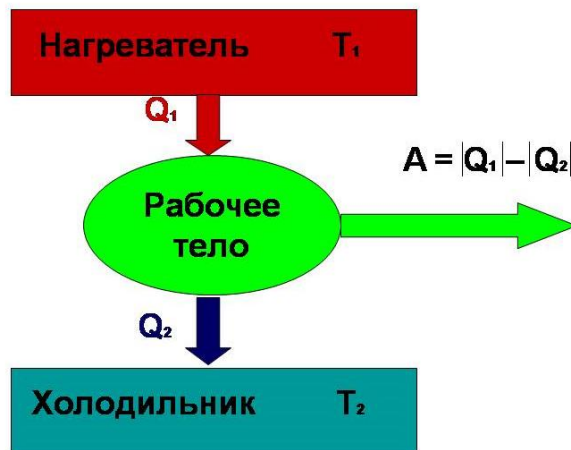 Нагреватель T₁
Q₁
A = |Q₁| – |Q₂|
Рабочее
тело
Q₂
Холодильник T₂